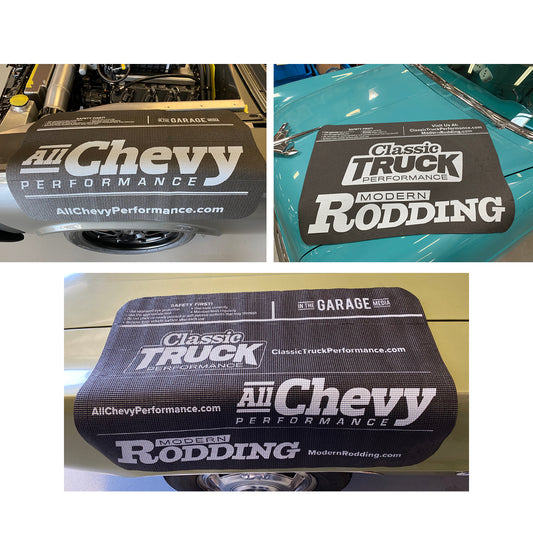 SAFETY FIRST!
IN THE GARAGE MEDIA
All Chevy
PERFORMANCE
AllChevyPerformance.com
SAFETY FIRST!
Visit Us At:
ClassicTruckPerformance.com
ModernRodding.com
Classic
TRUCK
PERFORMANCE
MODERN
RODDING
SAFETY FIRST!
IN THE GARAGE MEDIA
Classic
TRUCK
PERFORMANCE
ClassicTruckPerformance.com
All Chevy
PERFORMANCE
AllChevyPerformance.com
MODERN
RODDING
ModernRodding.com